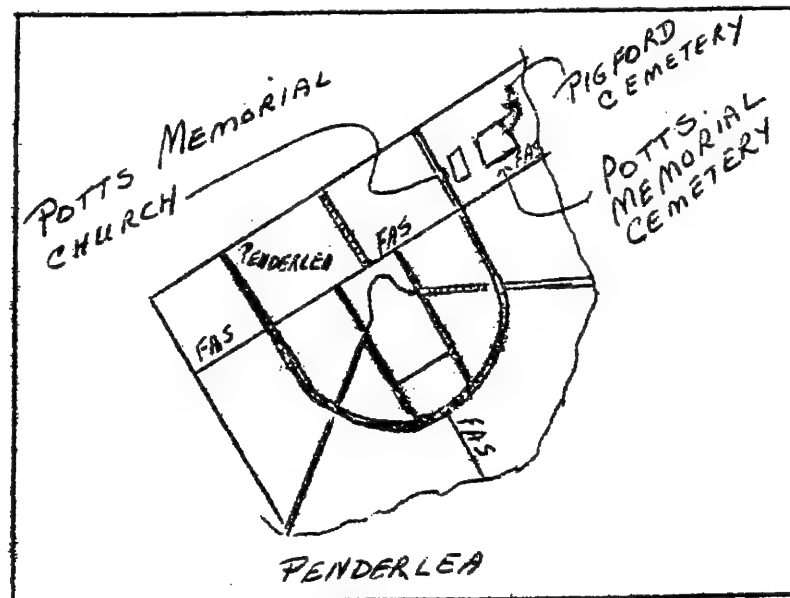 POTTS MEMORIAL
CHURCH
PIGFORD
CEMETERY
POTTS.
MEMORIAL
CEMETERY
FAS
FAS
PENDERLEA
FAS
FAS
PENDERLEA